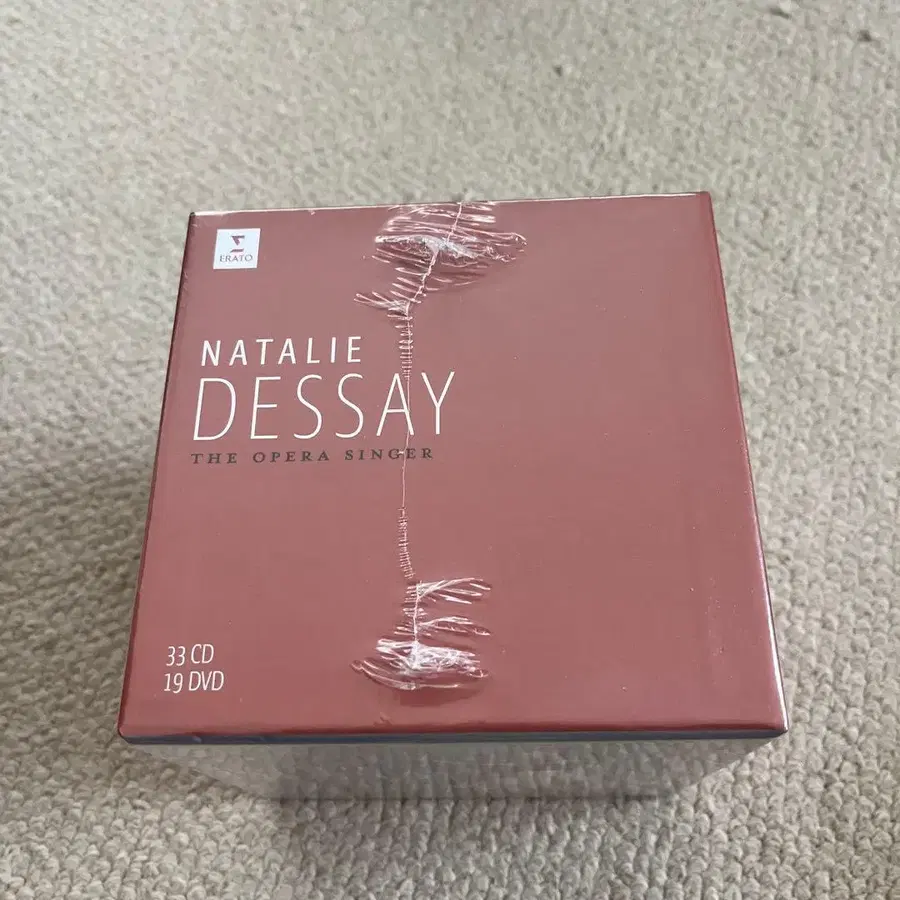 ERATO
NATALIE
DESSAY
THE OPERA SINGER
33 CD
19 DVD